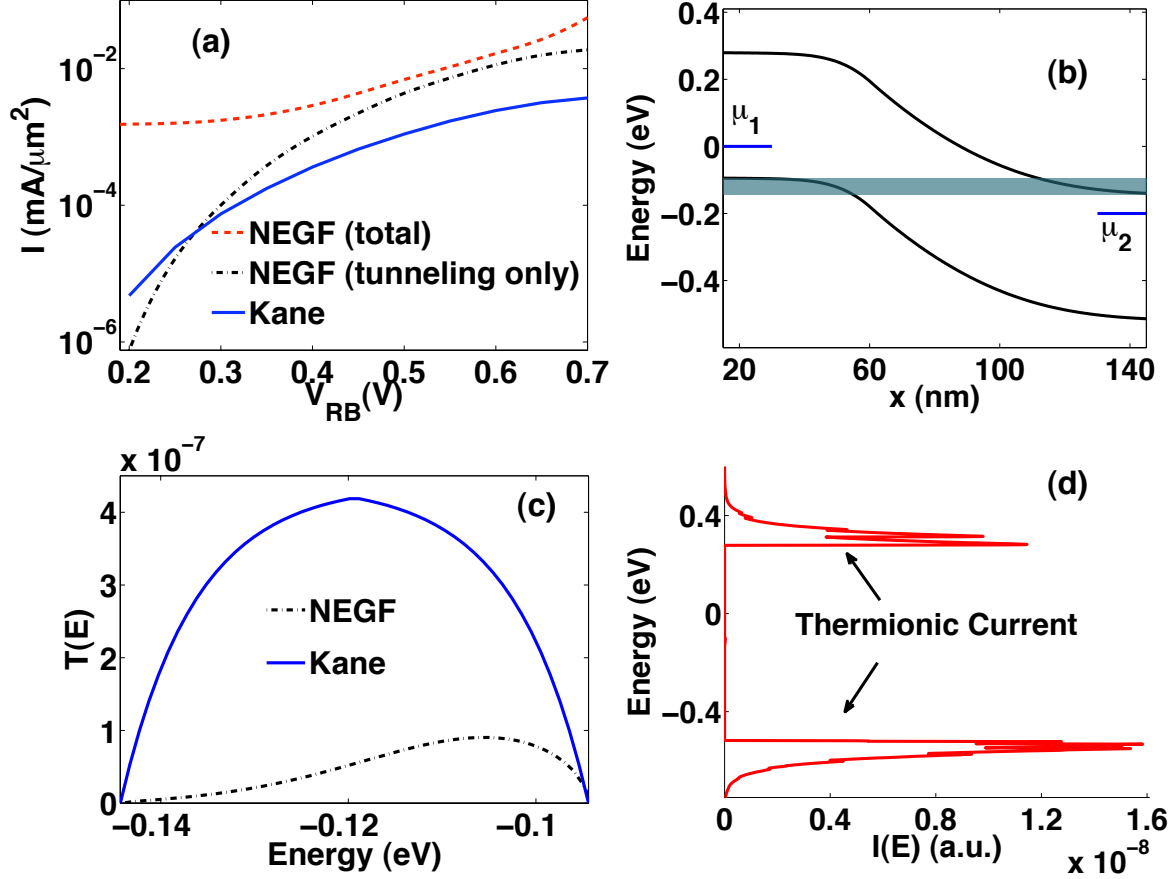 (a)
I (mA/μm²)
10⁻²
10⁻⁴
10⁻⁶
NEGF (total)
NEGF (tunneling only)
Kane
0.2 0.3 0.4 0.5 0.6 0.7
V_RB(V)
(b)
Energy (eV)
0.4
0.2
0
−0.2
−0.4
μ₁
μ₂
20 60 100 140
x (nm)
x 10⁻⁷
(c)
T(E)
4
3
2
1
0
NEGF
Kane
−0.14 −0.12 −0.1
Energy (eV)
(d)
Energy (eV)
0.4
0
−0.4
Thermionic Current
0 0.4 0.8 1.2 1.6
I(E) (a.u.)
x 10⁻⁸